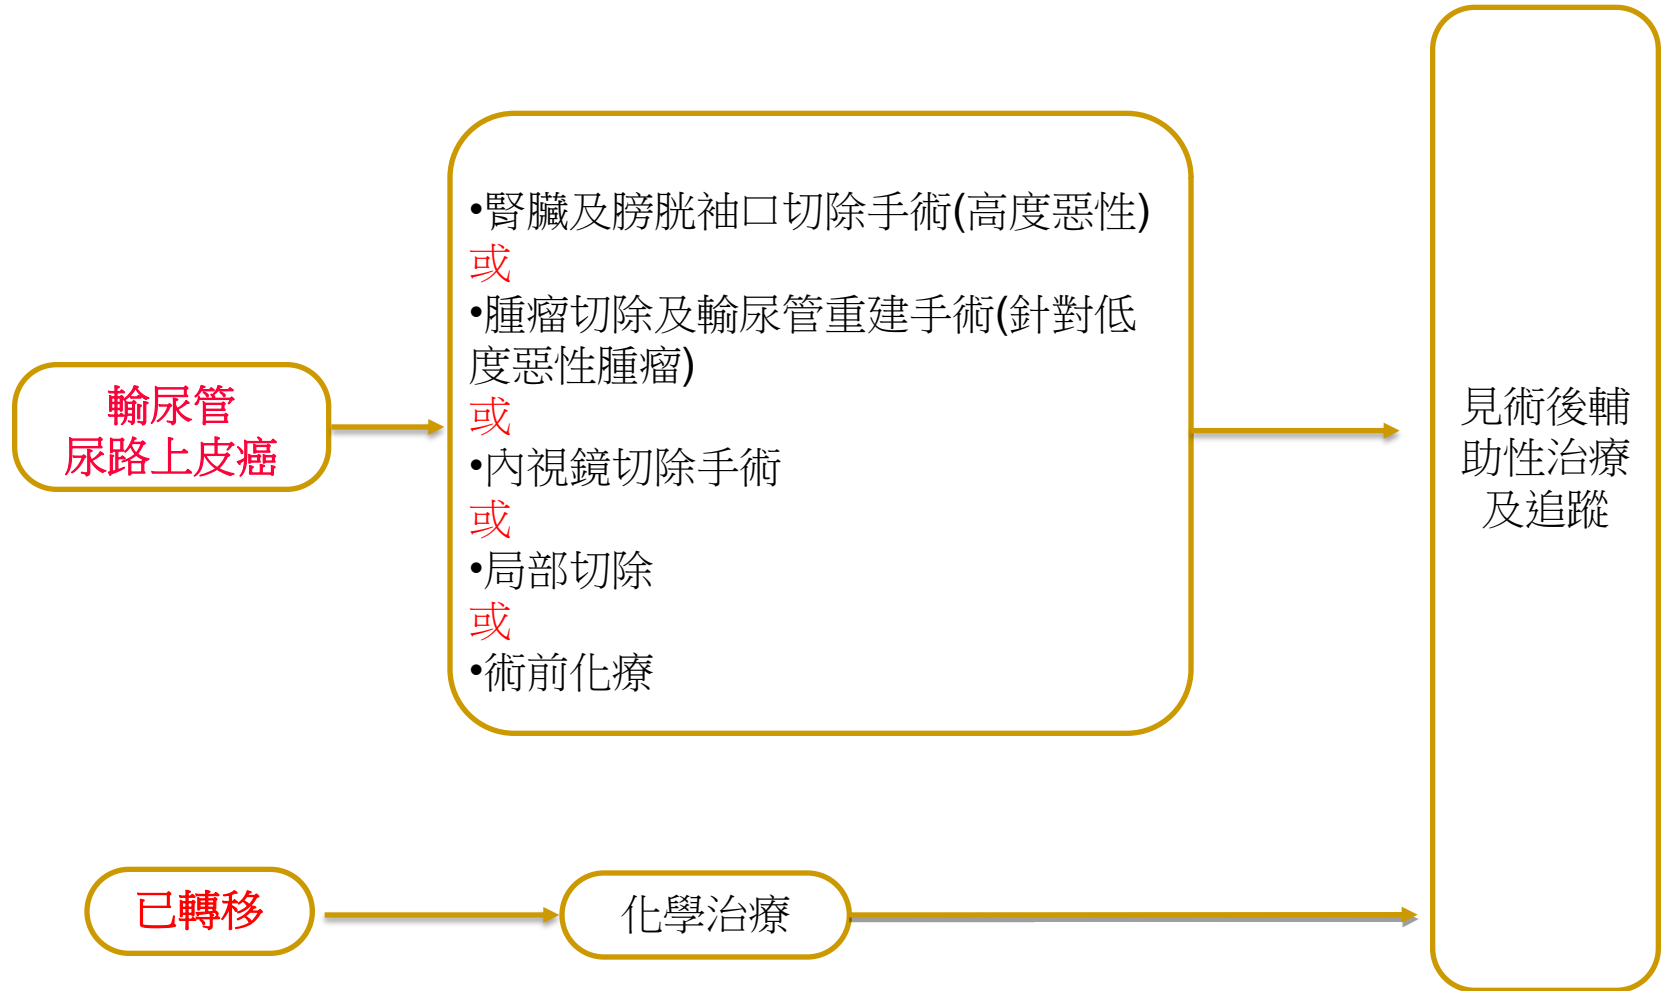 輸尿管
尿路上皮癌
•腎臟及膀胱袖口切除手術(高度惡性)
或
•腫瘤切除及輸尿管重建手術(針對低
度惡性腫瘤)
或
•內視鏡切除手術
或
•局部切除
或
•術前化療
見術後輔
助性治療
及追蹤
已轉移
化學治療